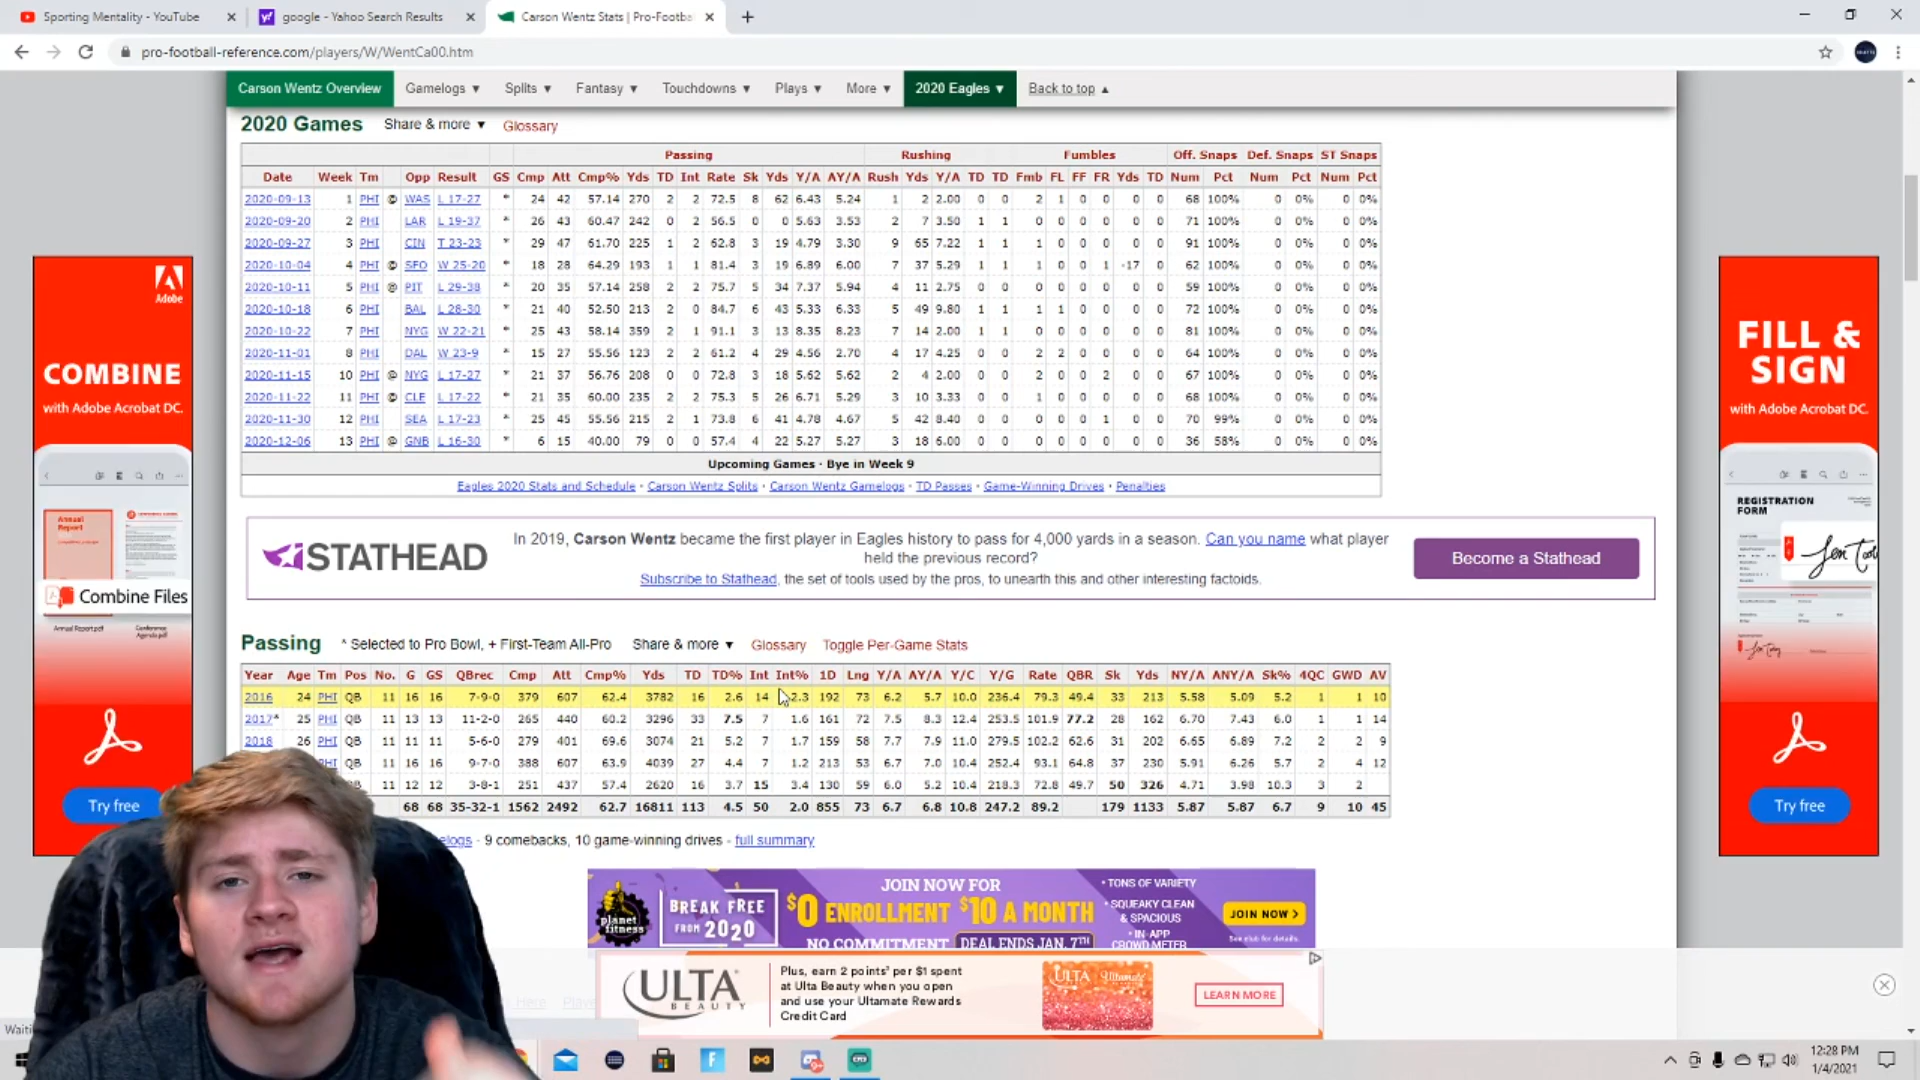 Sporting Mentality - YouTube
google - Yahoo Search Results
Carson Wentz Stats | Pro-Footba
pro-football-reference.com/players/W/WentCa00.htm
Carson Wentz Overview Gamelogs ▼ Splits ▼ Fantasy ▼ Touchdowns ▼ Plays ▼ More ▼ 2020 Eagles ▼ Back to top ▲
2020 Games Share & more ▼ Glossary
Passing Rushing Fumbles Off. Snaps Def. Snaps ST Snaps
Date Week Tm Opp Result GS Cmp Att Cmp% Yds TD Int Rate Sk Yds Y/A AY/A Rush Yds Y/A TD TD Fmb FL FF FR Yds TD Num Pct Num Pct Num Pct
2020-09-13 1 PHI @ WAS L 17-27 * 24 42 57.14 270 2 2 72.5 8 62 6.43 5.24 1 2 2.00 0 0 2 1 0 0 0 0 68 100% 0 0% 0 0%
2020-09-20 2 PHI LAR L 19-37 * 26 43 60.47 242 0 2 56.5 0 0 5.63 3.53 2 7 3.50 1 1 0 0 0 0 0 0 71 100% 0 0% 0 0%
2020-09-27 3 PHI CIN T 23-23 * 29 47 61.70 225 1 2 62.8 3 19 4.79 3.30 9 65 7.22 1 1 1 0 0 0 0 0 91 100% 0 0% 0 0%
2020-10-04 4 PHI @ SFO W 25-20 * 18 28 64.29 193 1 1 81.4 3 19 6.89 6.00 7 37 5.29 1 1 1 0 0 1 -17 0 62 100% 0 0% 0 0%
2020-10-11 5 PHI @ PIT L 29-38 * 20 35 57.14 258 2 2 75.7 5 34 7.37 5.94 4 11 2.75 0 0 0 0 0 0 0 0 59 100% 0 0% 0 0%
2020-10-18 6 PHI BAL L 28-30 * 21 40 52.50 213 2 0 84.7 6 43 5.33 6.33 5 49 9.80 1 1 1 1 0 0 0 0 72 100% 0 0% 0 0%
2020-10-22 7 PHI NYG W 22-21 * 25 43 58.14 359 2 1 91.1 3 13 8.35 8.23 7 14 2.00 1 1 0 0 0 0 0 0 81 100% 0 0% 0 0%
2020-11-01 8 PHI DAL W 23-9 * 15 27 55.56 123 2 2 61.2 4 29 4.56 2.70 4 17 4.25 0 0 2 2 0 0 0 0 64 100% 0 0% 0 0%
2020-11-15 10 PHI @ NYG L 17-27 * 21 37 56.76 208 0 0 72.8 3 18 5.62 5.62 2 4 2.00 0 0 2 0 0 2 0 0 67 100% 0 0% 0 0%
2020-11-22 11 PHI @ CLE L 17-22 * 21 35 60.00 235 2 2 75.3 5 26 6.71 5.29 3 10 3.33 0 0 1 0 0 0 0 0 68 100% 0 0% 0 0%
2020-11-30 12 PHI SEA L 17-23 * 25 45 55.56 215 2 1 73.8 6 41 4.78 4.67 5 42 8.40 0 0 0 0 0 1 0 0 70 99% 0 0% 0 0%
2020-12-06 13 PHI @ GNB L 16-30 * 6 15 40.00 79 0 0 57.4 4 22 5.27 5.27 3 18 6.00 0 0 0 0 0 0 0 0 36 58% 0 0% 0 0%
Upcoming Games · Bye in Week 9
Eagles 2020 Stats and Schedule · Carson Wentz Splits · Carson Wentz Gamelogs · TD Passes · Game-Winning Drives · Penalties
STATHEAD
In 2019, Carson Wentz became the first player in Eagles history to pass for 4,000 yards in a season. Can you name what player
held the previous record?
Subscribe to Stathead, the set of tools used by the pros, to unearth this and other interesting factoids.
Become a Stathead
Passing * Selected to Pro Bowl, + First-Team All-Pro Share & more ▼ Glossary Toggle Per-Game Stats
Year Age Tm Pos No. G GS QBrec Cmp Att Cmp% Yds TD TD% Int Int% 1D Lng Y/A AY/A Y/C Y/G Rate QBR Sk Yds NY/A ANY/A Sk% 4QC GWD AV
2016 24 PHI QB 11 16 16 7-9-0 379 607 62.4 3782 16 2.6 14 2.3 192 73 6.2 5.7 10.0 236.4 79.3 49.4 33 213 5.58 5.09 5.2 1 1 10
2017* 25 PHI QB 11 13 13 11-2-0 265 440 60.2 3296 33 7.5 7 1.6 161 72 7.5 8.3 12.4 253.5 101.9 77.2 28 162 6.70 7.43 6.0 1 1 14
2018 26 PHI QB 11 11 11 5-6-0 279 401 69.6 3074 21 5.2 7 1.7 159 58 7.7 7.9 11.0 279.5 102.2 62.6 31 202 6.65 6.89 7.2 2 2 9
PHI QB 11 16 16 9-7-0 388 607 63.9 4039 27 4.4 7 1.2 213 53 6.7 7.0 10.4 252.4 93.1 64.8 37 230 5.91 6.26 5.7 2 4 12
QB 11 12 12 3-8-1 251 437 57.4 2620 16 3.7 15 3.4 130 59 6.0 5.2 10.4 218.3 72.8 49.7 50 326 4.71 3.98 10.3 3 2
68 68 35-32-1 1562 2492 62.7 16811 113 4.5 50 2.0 855 73 6.7 6.8 10.8 247.2 89.2 179 1133 5.87 5.87 6.7 9 10 45
elogs - 9 comebacks, 10 game-winning drives - full summary
Adobe
COMBINE
with Adobe Acrobat DC.
Annual
Report
Combine Files
Annual Report.pdf
Conference
Agenda.pdf
Try free
FILL &
SIGN
with Adobe Acrobat DC.
REGISTRATION
FORM
Try free
planet
fitness
BREAK FREE
FROM 2020
JOIN NOW FOR
$0 ENROLLMENT $10 A MONTH
NO COMMITMENT DEAL ENDS JAN. 7TH
• TONS OF VARIETY
• SQUEAKY CLEAN
& SPACIOUS
• IN-APP
CROWD METER
JOIN NOW >
See club for details.
ULTA
BEAUTY
Plus, earn 2 points¹ per $1 spent
at Ulta Beauty when you open
and use your Ultamate Rewards
Credit Card
ULTA Ultamate
LEARN MORE
Here
Playe
Waiti
12:28 PM
1/4/2021